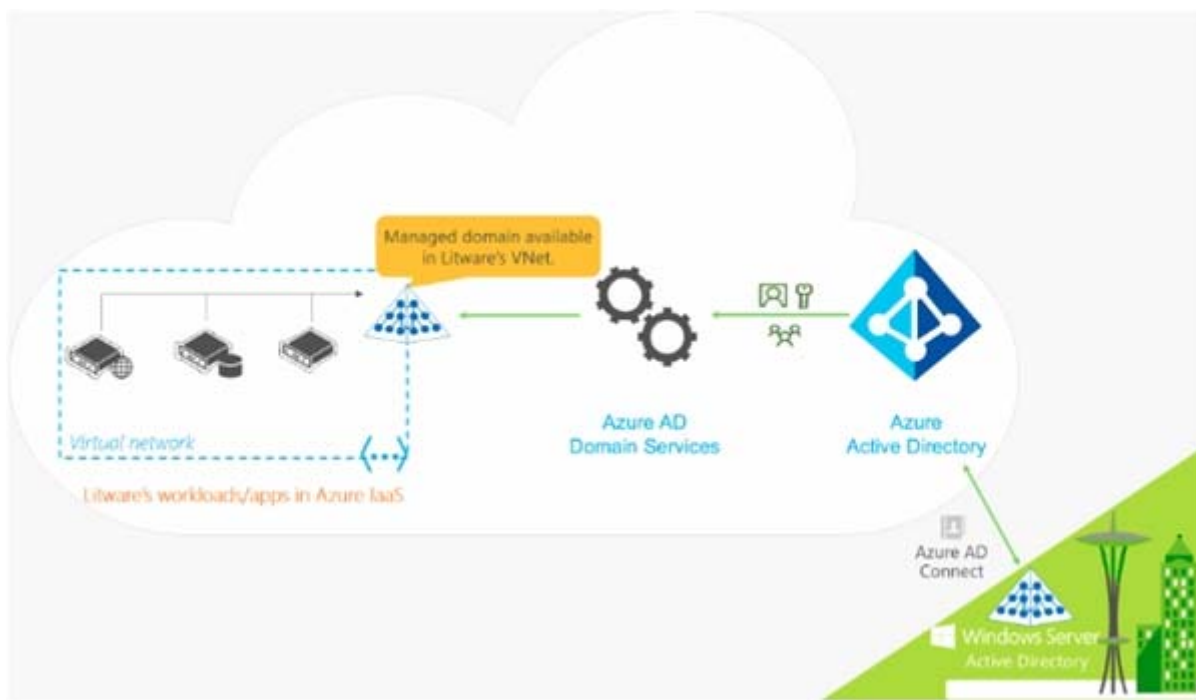 Managed domain available
in Litware's VNet.
Virtual network
Litware's workloads/apps in Azure IaaS
Azure AD
Domain Services
Azure
Active Directory
Azure AD
Connect
Windows Server
Active Directory